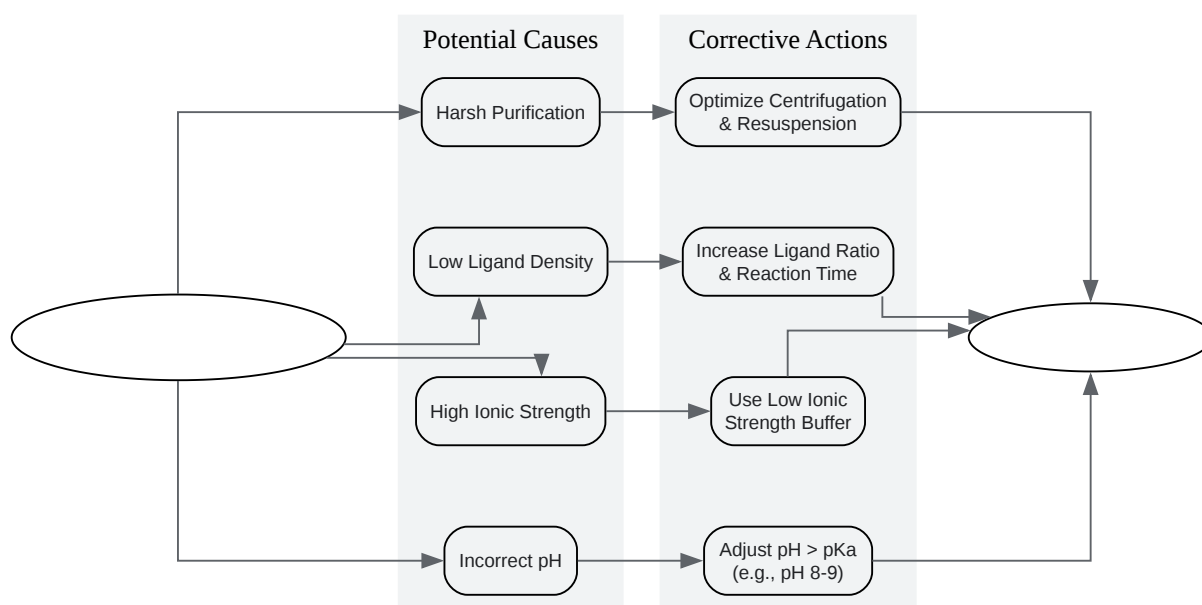 Potential Causes
Corrective Actions
Harsh Purification
Optimize Centrifugation
& Resuspension
Low Ligand Density
Increase Ligand Ratio
& Reaction Time
High Ionic Strength
Use Low Ionic
Strength Buffer
Incorrect pH
Adjust pH > pKa
(e.g., pH 8-9)